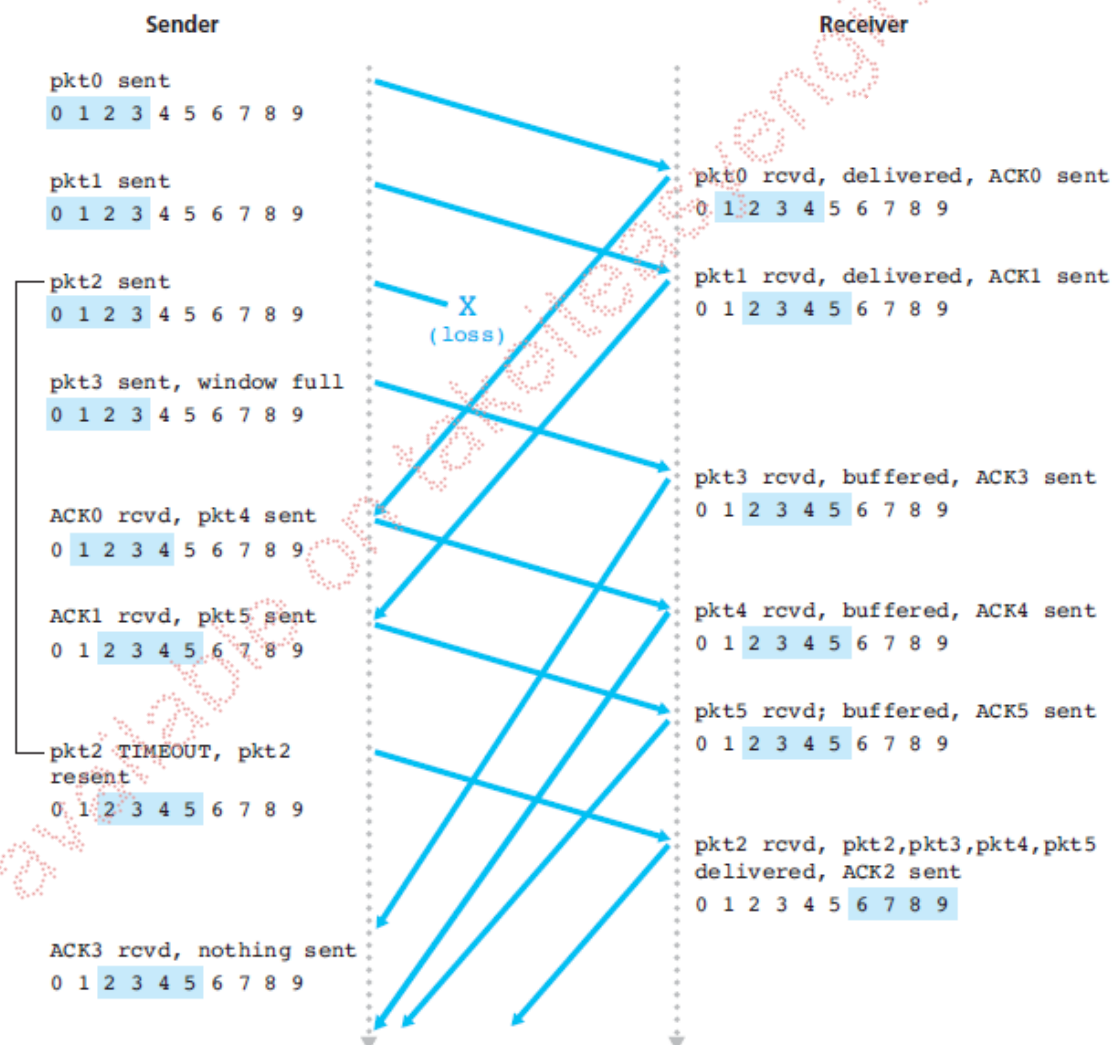 Sender
Receiver
pkt0 sent
0 1 2 3 4 5 6 7 8 9
pkt0 rcvd, delivered, ACK0 sent
0 1 2 3 4 5 6 7 8 9
pkt1 sent
0 1 2 3 4 5 6 7 8 9
pkt1 rcvd, delivered, ACK1 sent
0 1 2 3 4 5 6 7 8 9
pkt2 sent
0 1 2 3 4 5 6 7 8 9
X
(loss)
pkt3 sent, window full
0 1 2 3 4 5 6 7 8 9
pkt3 rcvd, buffered, ACK3 sent
0 1 2 3 4 5 6 7 8 9
ACK0 rcvd, pkt4 sent
0 1 2 3 4 5 6 7 8 9
pkt4 rcvd, buffered, ACK4 sent
0 1 2 3 4 5 6 7 8 9
ACK1 rcvd, pkt5 sent
0 1 2 3 4 5 6 7 8 9
pkt5 rcvd; buffered, ACK5 sent
0 1 2 3 4 5 6 7 8 9
pkt2 TIMEOUT, pkt2
resent
0 1 2 3 4 5 6 7 8 9
pkt2 rcvd, pkt2,pkt3,pkt4,pkt5
delivered, ACK2 sent
0 1 2 3 4 5 6 7 8 9
ACK3 rcvd, nothing sent
0 1 2 3 4 5 6 7 8 9
available on